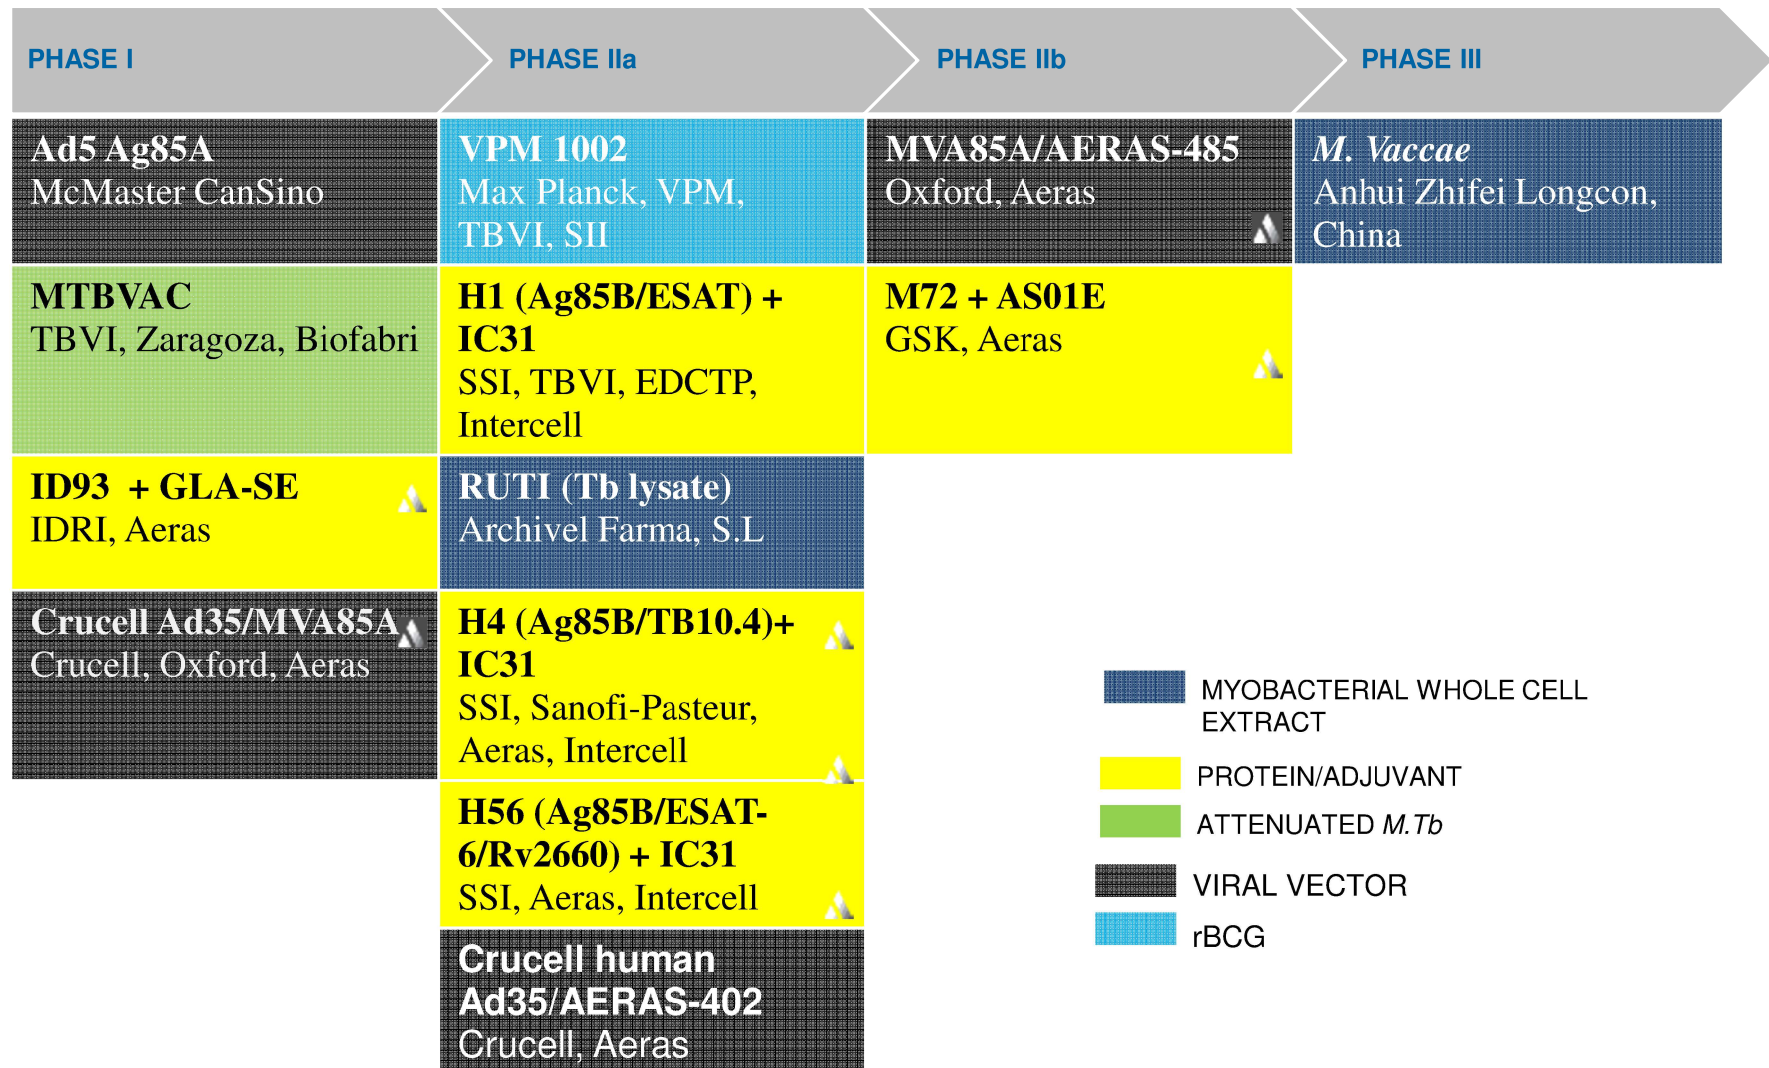 PHASE I
PHASE IIa
PHASE IIb
PHASE III
Ad5 Ag85A
McMaster CanSino
VPM 1002
Max Planck, VPM,
TBVI, SII
MVA85A/AERAS-485
Oxford, Aeras
M. Vaccae
Anhui Zhifei Longcon,
China
MTBVAC
TBVI, Zaragoza, Biofabri
H1 (Ag85B/ESAT) +
IC31
SSI, TBVI, EDCTP,
Intercell
M72 + AS01E
GSK, Aeras
ID93 + GLA-SE
IDRI, Aeras
RUTI (Tb lysate)
Archivel Farma, S.L
Crucell Ad35/MVA85A
Crucell, Oxford, Aeras
H4 (Ag85B/TB10.4)+
IC31
SSI, Sanofi-Pasteur,
Aeras, Intercell
H56 (Ag85B/ESAT-
6/Rv2660) + IC31
SSI, Aeras, Intercell
Crucell human
Ad35/AERAS-402
Crucell, Aeras
MYOBACTERIAL WHOLE CELL
EXTRACT
PROTEIN/ADJUVANT
ATTENUATED M.Tb
VIRAL VECTOR
rBCG